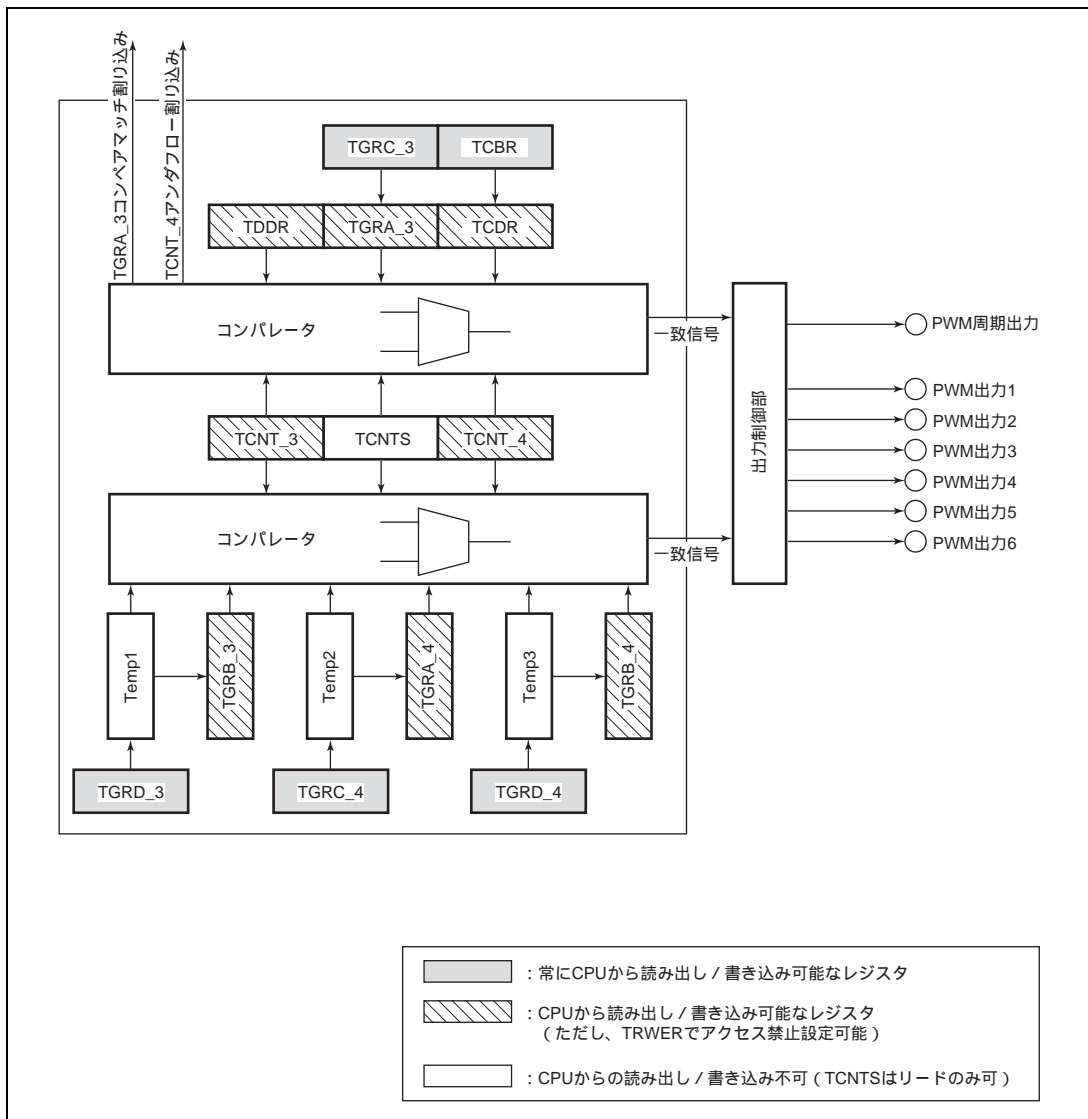 TGRA_3コンペアマッチ割り込み
TCNT_4アンダフロー割り込み
TGRC_3
TCBR
TDDR
TGRA_3
TCDR
コンパレータ
一致信号
PWM周期出力
TCNT_3
TCNTS
TCNT_4
出力制御部
PWM出力1
PWM出力2
PWM出力3
PWM出力4
PWM出力5
PWM出力6
コンパレータ
一致信号
Temp1
TGRB_3
Temp2
TGRA_4
Temp3
TGRB_4
TGRD_3
TGRC_4
TGRD_4
：常にCPUから読み出し / 書き込み可能なレジスタ
：CPUから読み出し / 書き込み可能なレジスタ
（ただし、TRWERでアクセス禁止設定可能）
：CPUからの読み出し / 書き込み不可（TCNTSはリードのみ可）